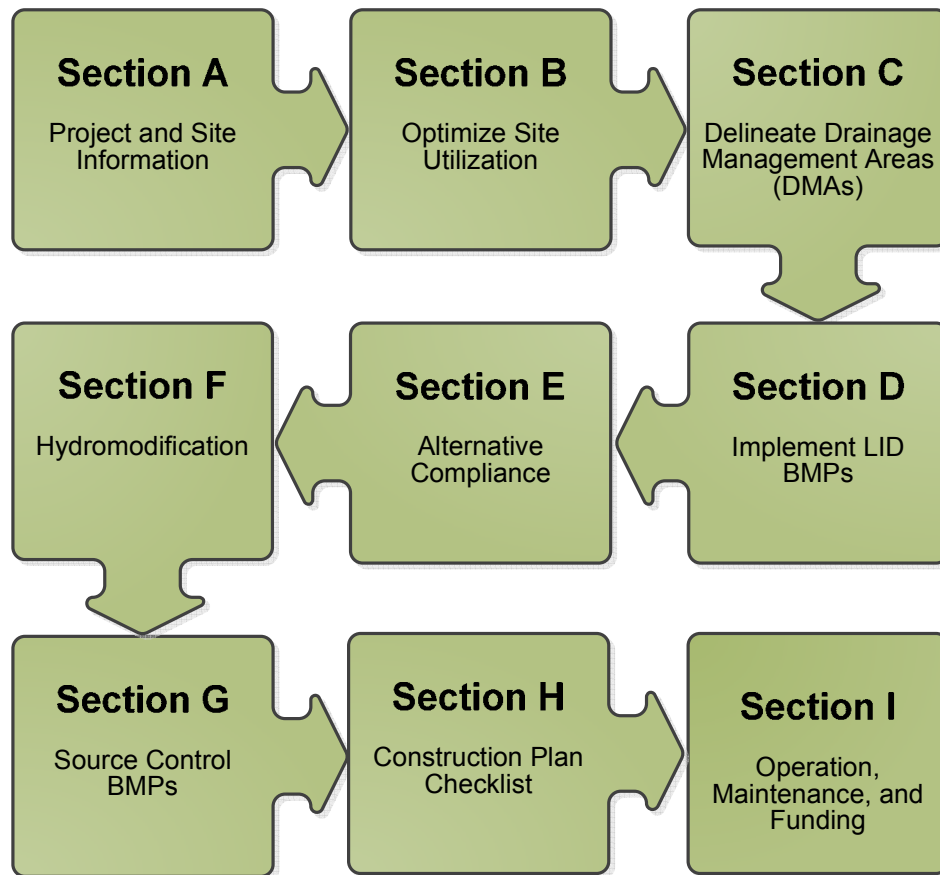 Section A
Project and Site
Information
Section B
Optimize Site
Utilization
Section C
Delineate Drainage
Management Areas
(DMAs)
Section D
Implement LID
BMPs
Section E
Alternative
Compliance
Section F
Hydromodification
Section G
Source Control
BMPs
Section H
Construction Plan
Checklist
Section I
Operation,
Maintenance, and
Funding